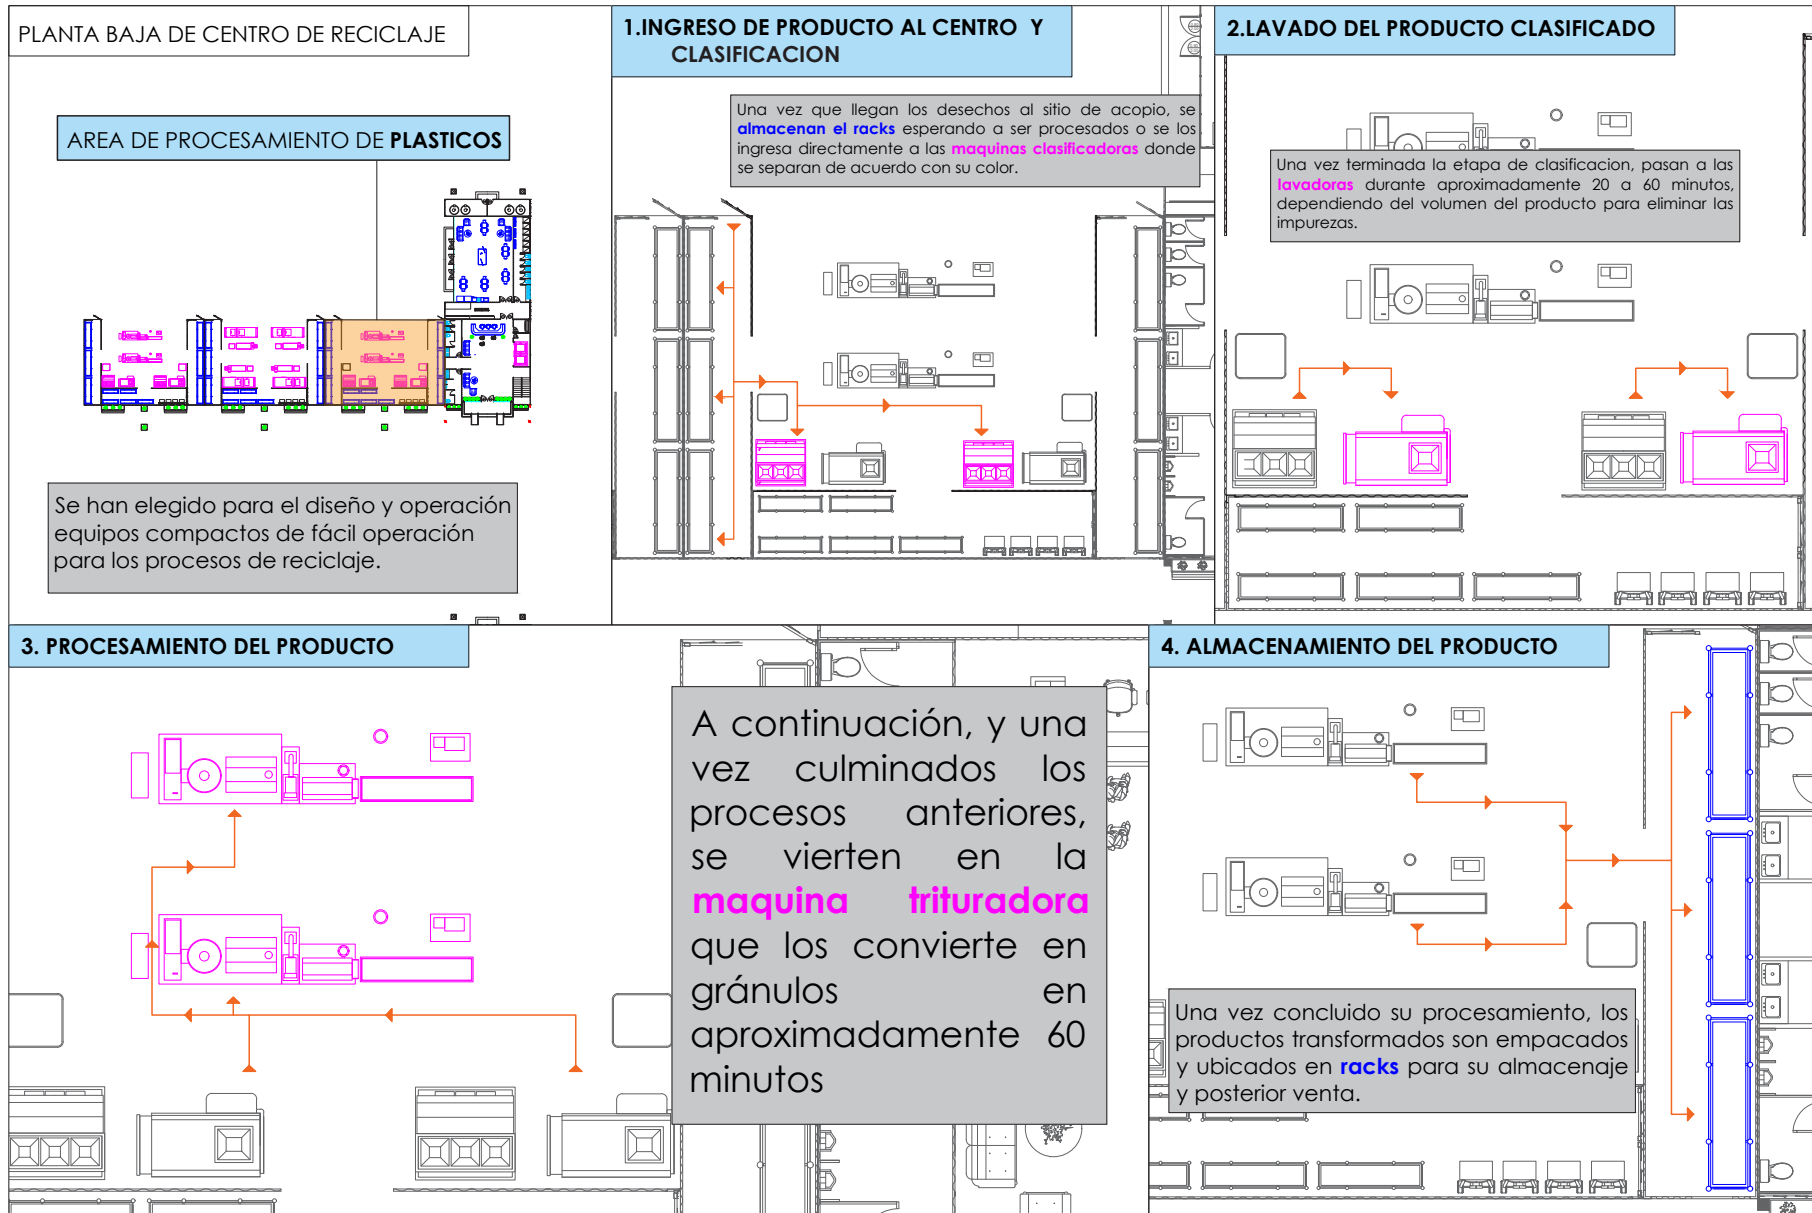 PLANTA BAJA DE CENTRO DE RECICLAJE
AREA DE PROCESAMIENTO DE PLASTICOS
Se han elegido para el diseño y operación
equipos compactos de fácil operación
para los procesos de reciclaje.
1.INGRESO DE PRODUCTO AL CENTRO Y
CLASIFICACION
Una vez que llegan los desechos al sitio de acopio, se
almacenan el racks esperando a ser procesados o se los
ingresa directamente a las maquinas clasificadoras donde
se separan de acuerdo con su color.
2.LAVADO DEL PRODUCTO CLASIFICADO
Una vez terminada la etapa de clasificacion, pasan a las
lavadoras durante aproximadamente 20 a 60 minutos,
dependiendo del volumen del producto para eliminar las
impurezas.
3. PROCESAMIENTO DEL PRODUCTO
A continuación, y una
vez culminados los
procesos anteriores,
se vierten en la
maquina trituradora
que los convierte en
gránulos en
aproximadamente 60
minutos
4. ALMACENAMIENTO DEL PRODUCTO
Una vez concluido su procesamiento, los
productos transformados son empacados
y ubicados en racks para su almacenaje
y posterior venta.